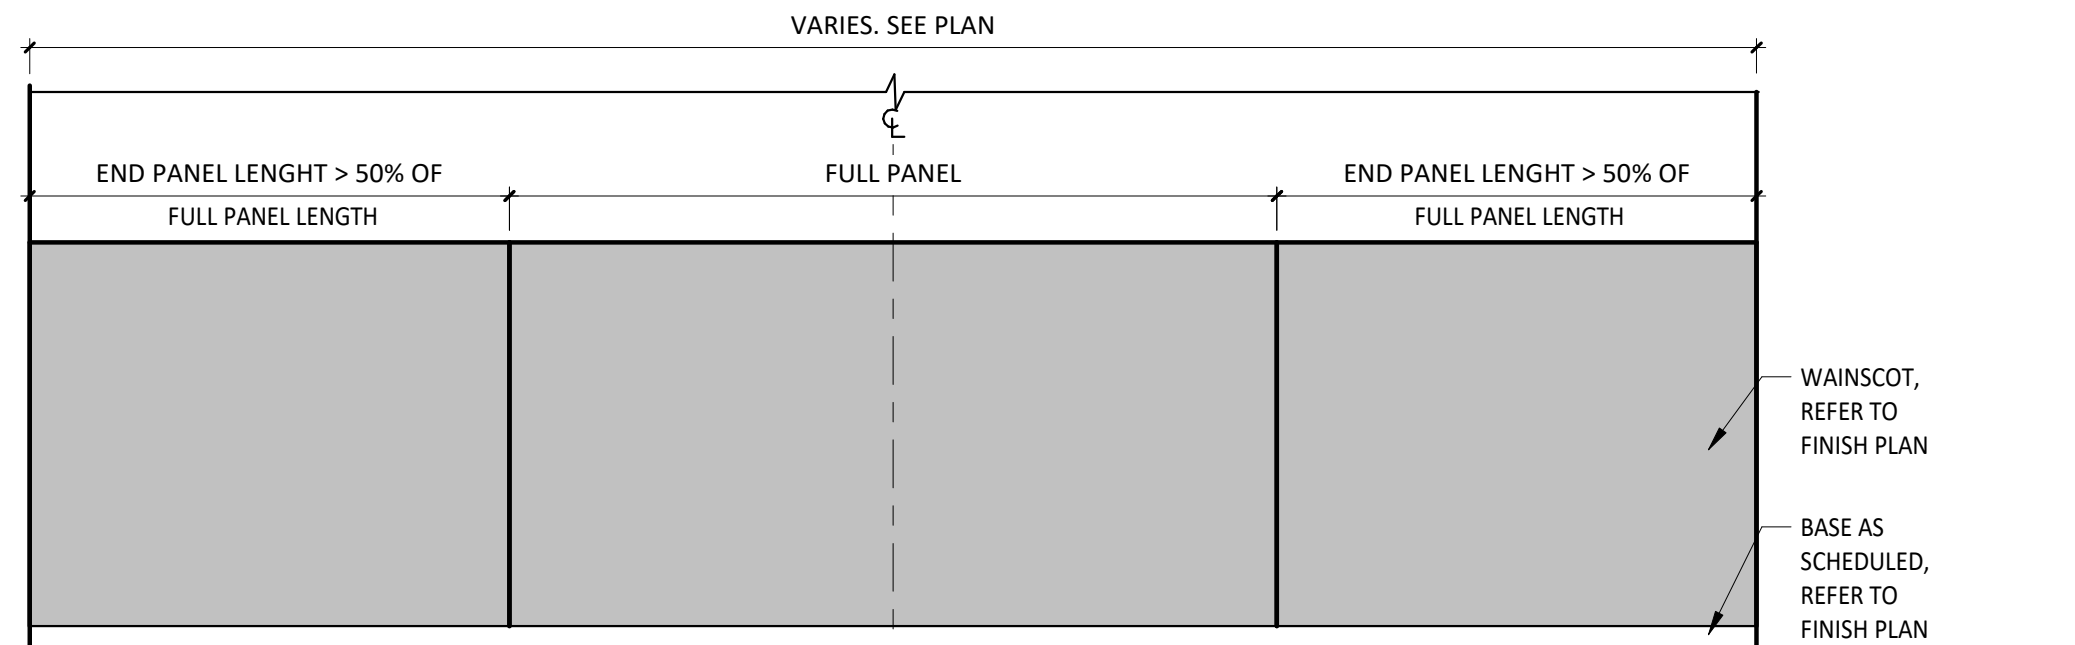 VARIES. SEE PLAN
℄
END PANEL LENGHT > 50% OF
FULL PANEL LENGTH
FULL PANEL
END PANEL LENGHT > 50% OF
FULL PANEL LENGTH
WAINSCOT,
REFER TO
FINISH PLAN
BASE AS
SCHEDULED,
REFER TO
FINISH PLAN